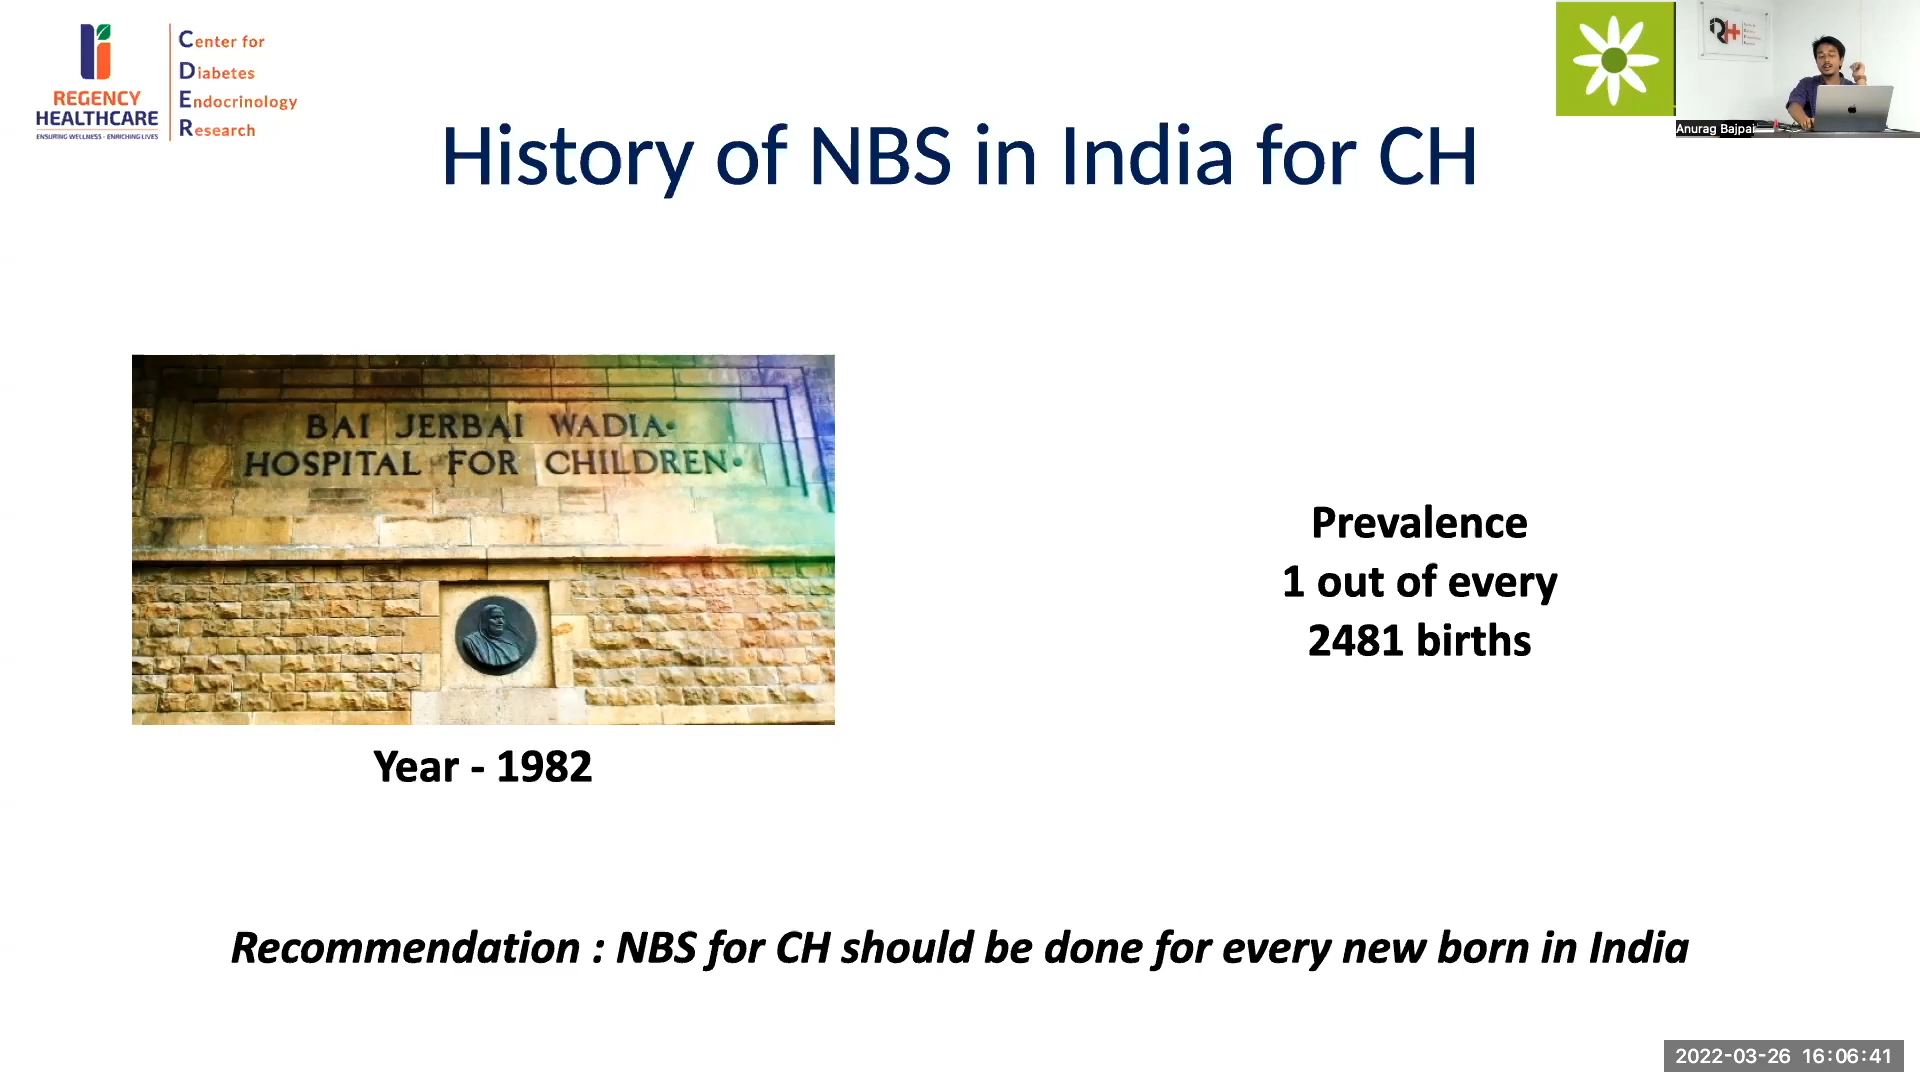 REGENCY
HEALTHCARE
ENSURING WELLNESS - ENRICHING LIVES
Center for
Diabetes
Endocrinology
Research
Anurag Bajpai
History of NBS in India for CH
BAI JERBAI WADIA
HOSPITAL FOR CHILDREN
Year - 1982
Prevalence
1 out of every
2481 births
Recommendation : NBS for CH should be done for every new born in India
2022-03-26 16:06:41